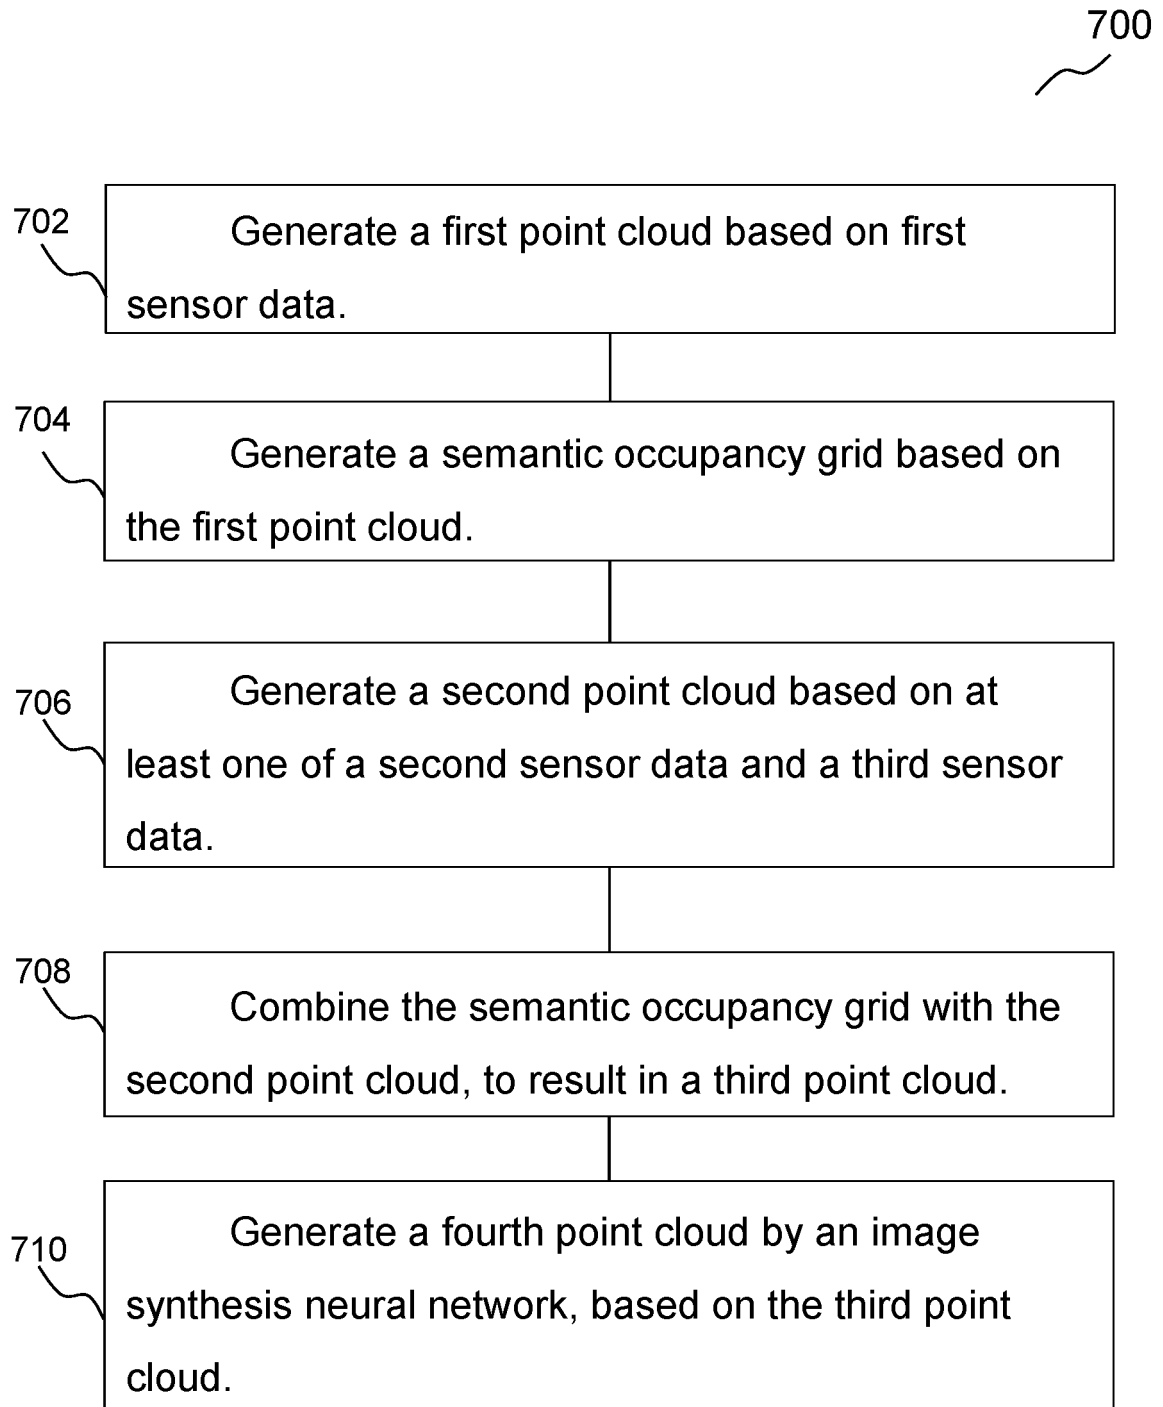 700
702
Generate a first point cloud based on first
sensor data.
704
Generate a semantic occupancy grid based on
the first point cloud.
706
Generate a second point cloud based on at
least one of a second sensor data and a third sensor
data.
708
Combine the semantic occupancy grid with the
second point cloud, to result in a third point cloud.
710
Generate a fourth point cloud by an image
synthesis neural network, based on the third point
cloud.